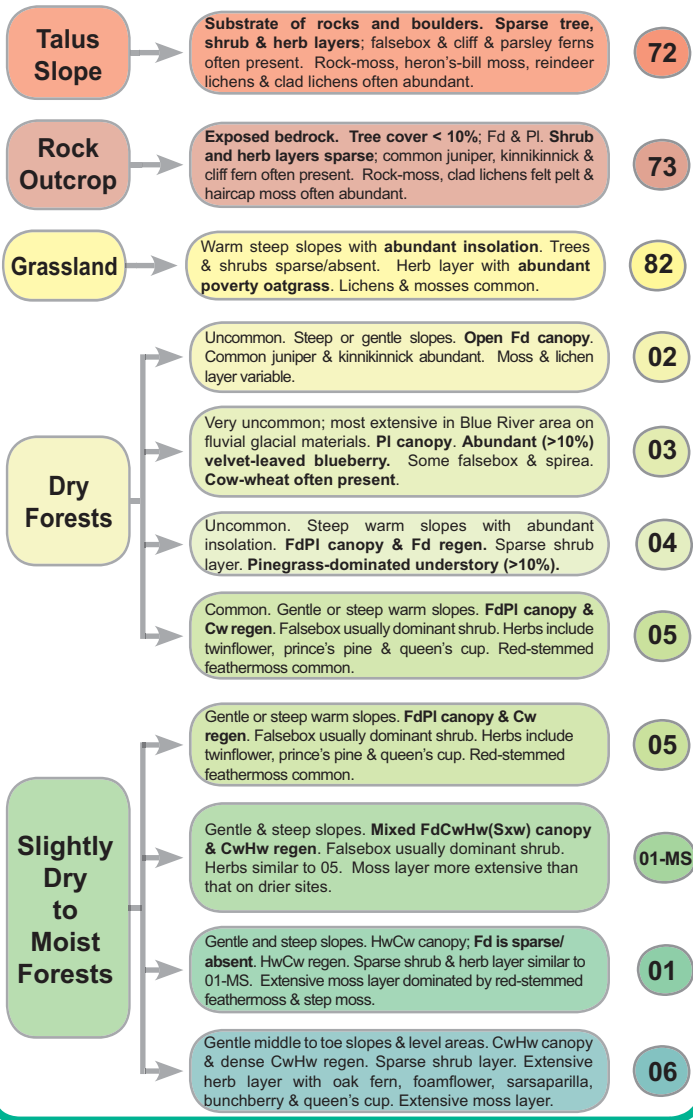 Talus
Slope
Substrate of rocks and boulders. Sparse tree,
shrub & herb layers; falsebox & cliff & parsley ferns
often present. Rock-moss, heron's-bill moss, reindeer
lichens & clad lichens often abundant.
72
Rock
Outcrop
Exposed bedrock. Tree cover < 10%; Fd & Pl. Shrub
and herb layers sparse; common juniper, kinnikinnick &
cliff fern often present. Rock-moss, clad lichens felt pelt &
haircap moss often abundant.
73
Grassland
Warm steep slopes with abundant insolation. Trees
& shrubs sparse/absent. Herb layer with abundant
poverty oatgrass. Lichens & mosses common.
82
Dry
Forests
Uncommon. Steep or gentle slopes. Open Fd canopy.
Common juniper & kinnikinnick abundant. Moss & lichen
layer variable.
02
Very uncommon; most extensive in Blue River area on
fluvial glacial materials. Pl canopy. Abundant (>10%)
velvet-leaved blueberry. Some falsebox & spirea.
Cow-wheat often present.
03
Uncommon. Steep warm slopes with abundant
insolation. FdPl canopy & Fd regen. Sparse shrub
layer. Pinegrass-dominated understory (>10%).
04
Common. Gentle or steep warm slopes. FdPl canopy &
Cw regen. Falsebox usually dominant shrub. Herbs include
twinflower, prince's pine & queen's cup. Red-stemmed
feathermoss common.
05
Slightly
Dry
to
Moist
Forests
Gentle or steep warm slopes. FdPl canopy & Cw
regen. Falsebox usually dominant shrub. Herbs include
twinflower, prince's pine & queen's cup. Red-stemmed
feathermoss common.
05
Gentle & steep slopes. Mixed FdCwHw(Sxw) canopy
& CwHw regen. Falsebox usually dominant shrub.
Herbs similar to 05. Moss layer more extensive than
that on drier sites.
01-MS
Gentle and steep slopes. HwCw canopy; Fd is sparse/
absent. HwCw regen. Sparse shrub & herb layer similar to
01-MS. Extensive moss layer dominated by red-stemmed
feathermoss & step moss.
01
Gentle middle to toe slopes & level areas. CwHw canopy
& dense CwHw regen. Sparse shrub layer. Extensive
herb layer with oak fern, foamflower, sarsaparilla,
bunchberry & queen's cup. Extensive moss layer.
06